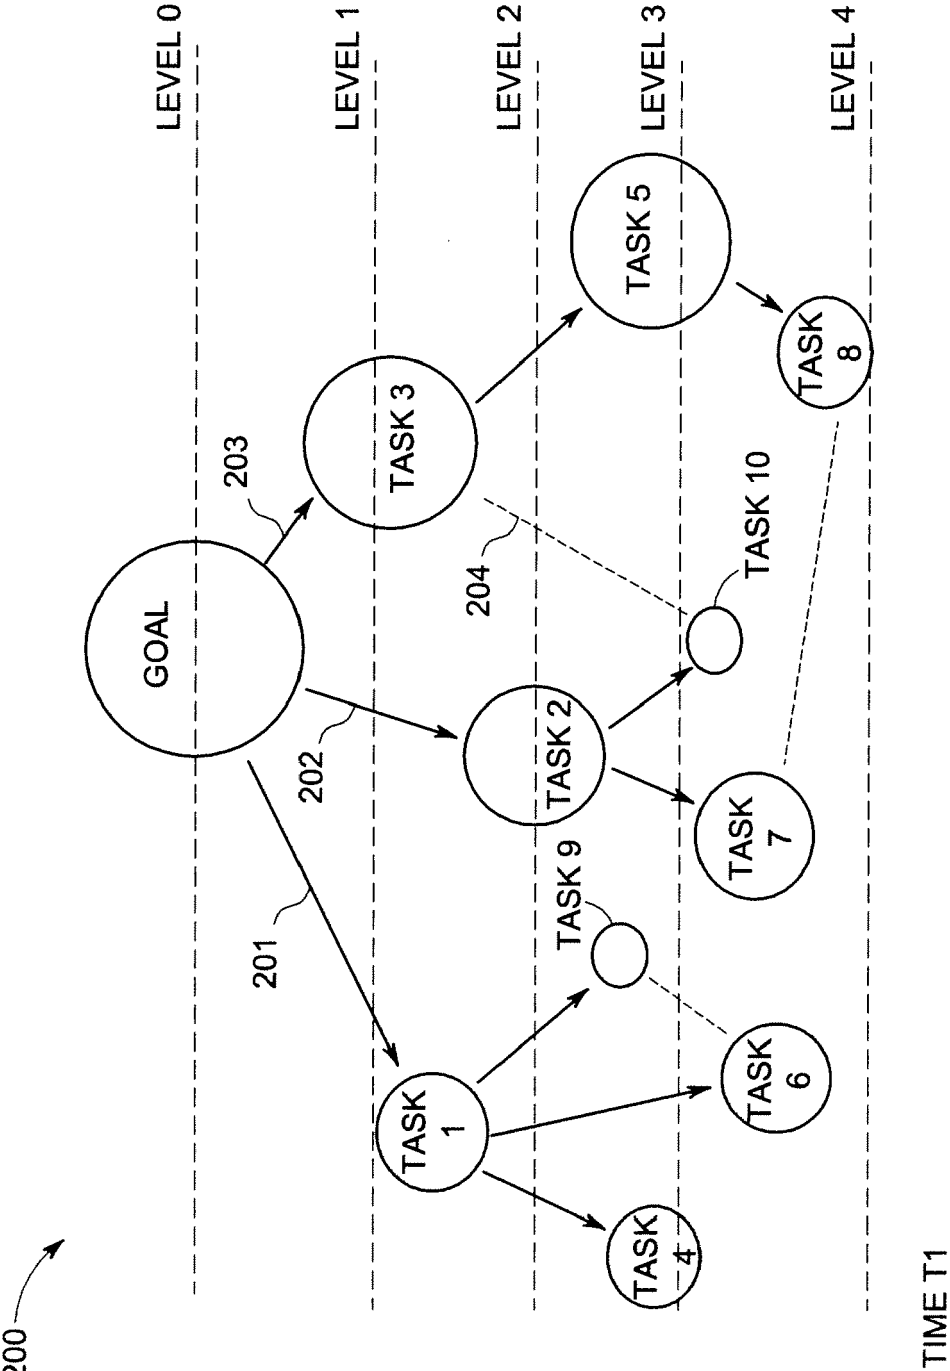 200
LEVEL 0
GOAL
203
LEVEL 1
TASK 3
201
202
TASK
1
LEVEL 2
204
TASK 2
TASK 9
LEVEL 3
TASK 5
TASK
4
TASK 10
TASK
7
TASK
6
TASK
8
LEVEL 4
TIME T1